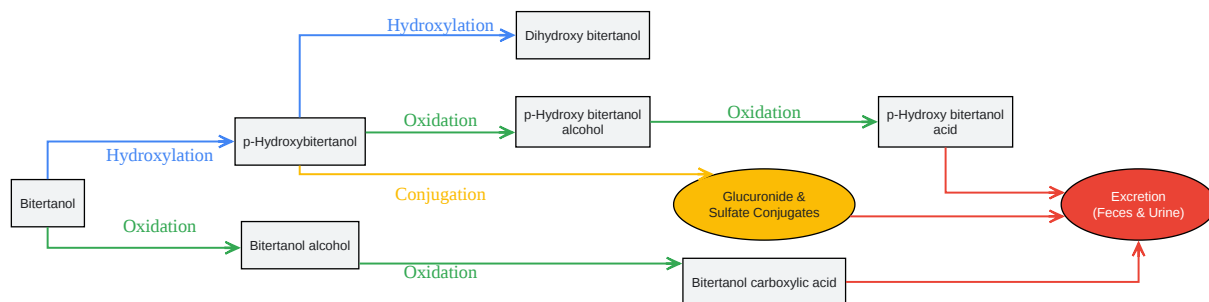 Hydroxylation
Dihydroxy bitertanol
Oxidation
p-Hydroxy bitertanol
alcohol
Oxidation
p-Hydroxy bitertanol
acid
p-Hydroxybitertanol
Hydroxylation
Conjugation
Glucuronide &
Sulfate Conjugates
Excretion
(Feces & Urine)
Bitertanol
Oxidation
Bitertanol alcohol
Oxidation
Bitertanol carboxylic acid